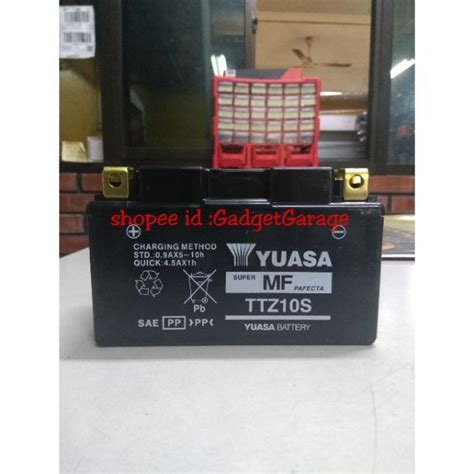 shopee id :GadgetGarage
+
−
CHARGING METHOD
STD.:0.9AX5~10h
QUICK:4.5AX1h
YUASA
SUPER
MF
PAFECTA
TTZ10S
YUASA BATTERY
Pb
SAE PP >PP<